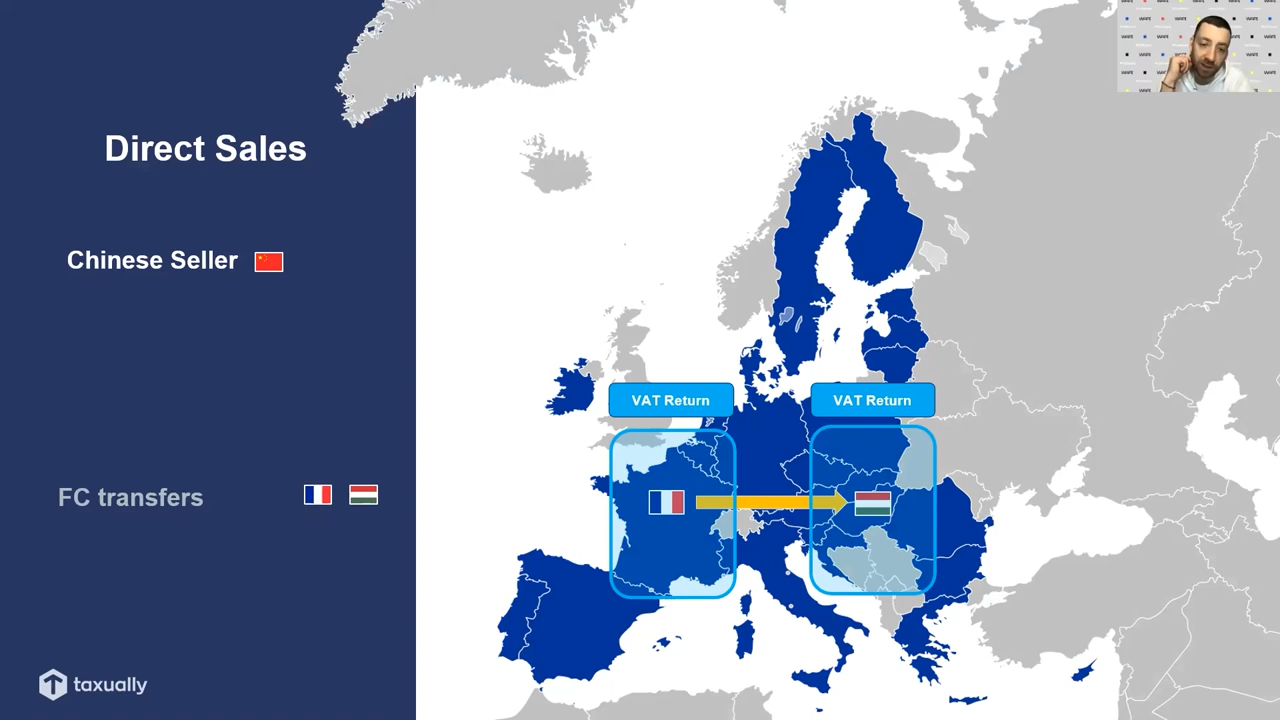 Direct Sales
Chinese Seller
VAT Return
VAT Return
FC transfers
taxually